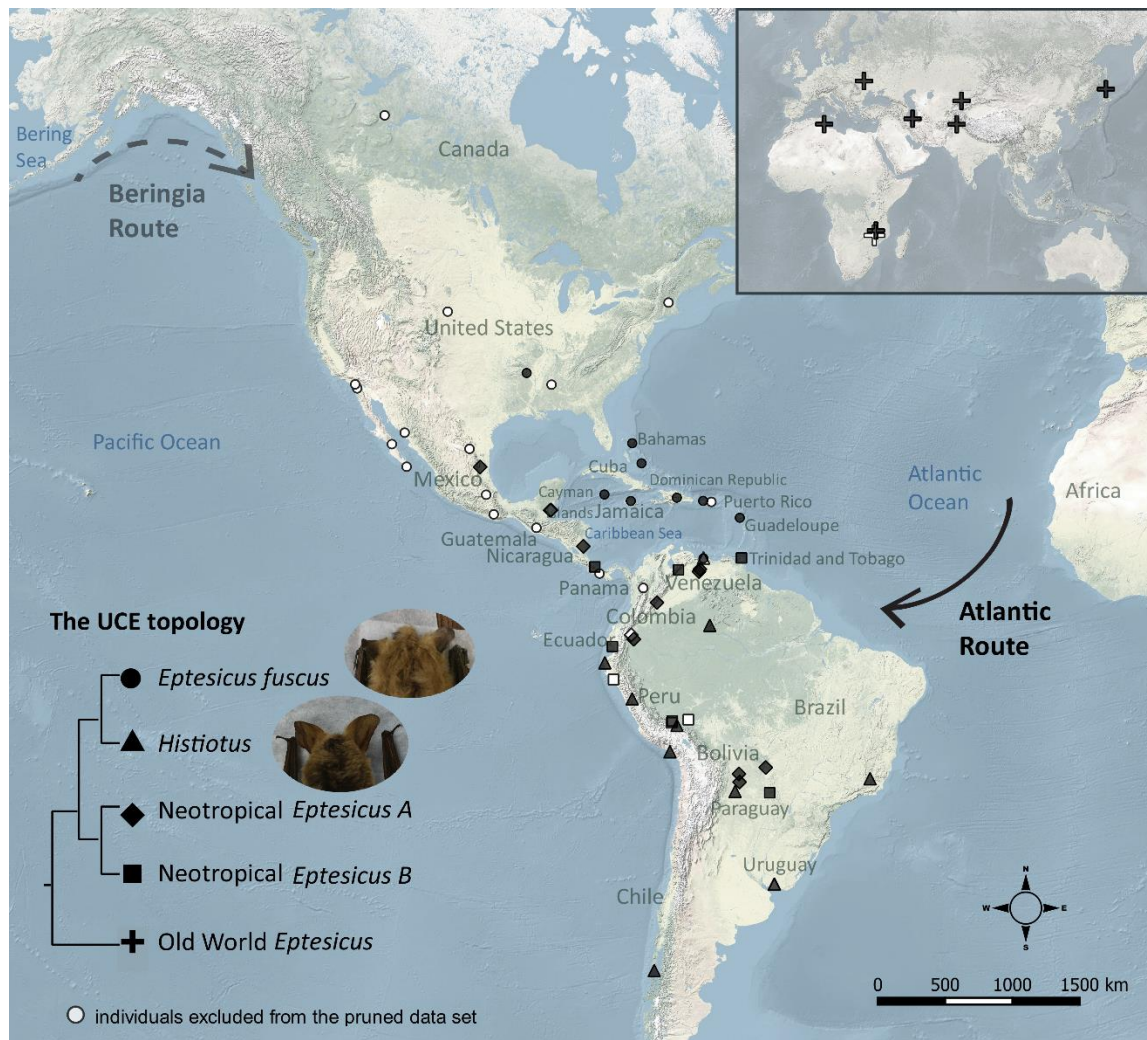 Bering
Sea
Canada
Beringia
Route
United States
Pacific Ocean
Bahamas
Mexico
Cuba
Dominican Republic
Atlantic
Ocean
Africa
Cayman
Islands
Jamaica
Puerto Rico
Guadeloupe
Guatemala
Caribbean Sea
Nicaragua
Trinidad and Tobago
Panama
Venezuela
Colombia
Atlantic
Route
The UCE topology
Ecuado
Eptesicus fuscus
Peru
Brazil
Histiotus
Bolivia
Neotropical Eptesicus A
Paraguay
Neotropical Eptesicus B
Uruguay
Chile
N
W
E
S
Old World Eptesicus
0 500 1000 1500 km
individuals excluded from the pruned data set